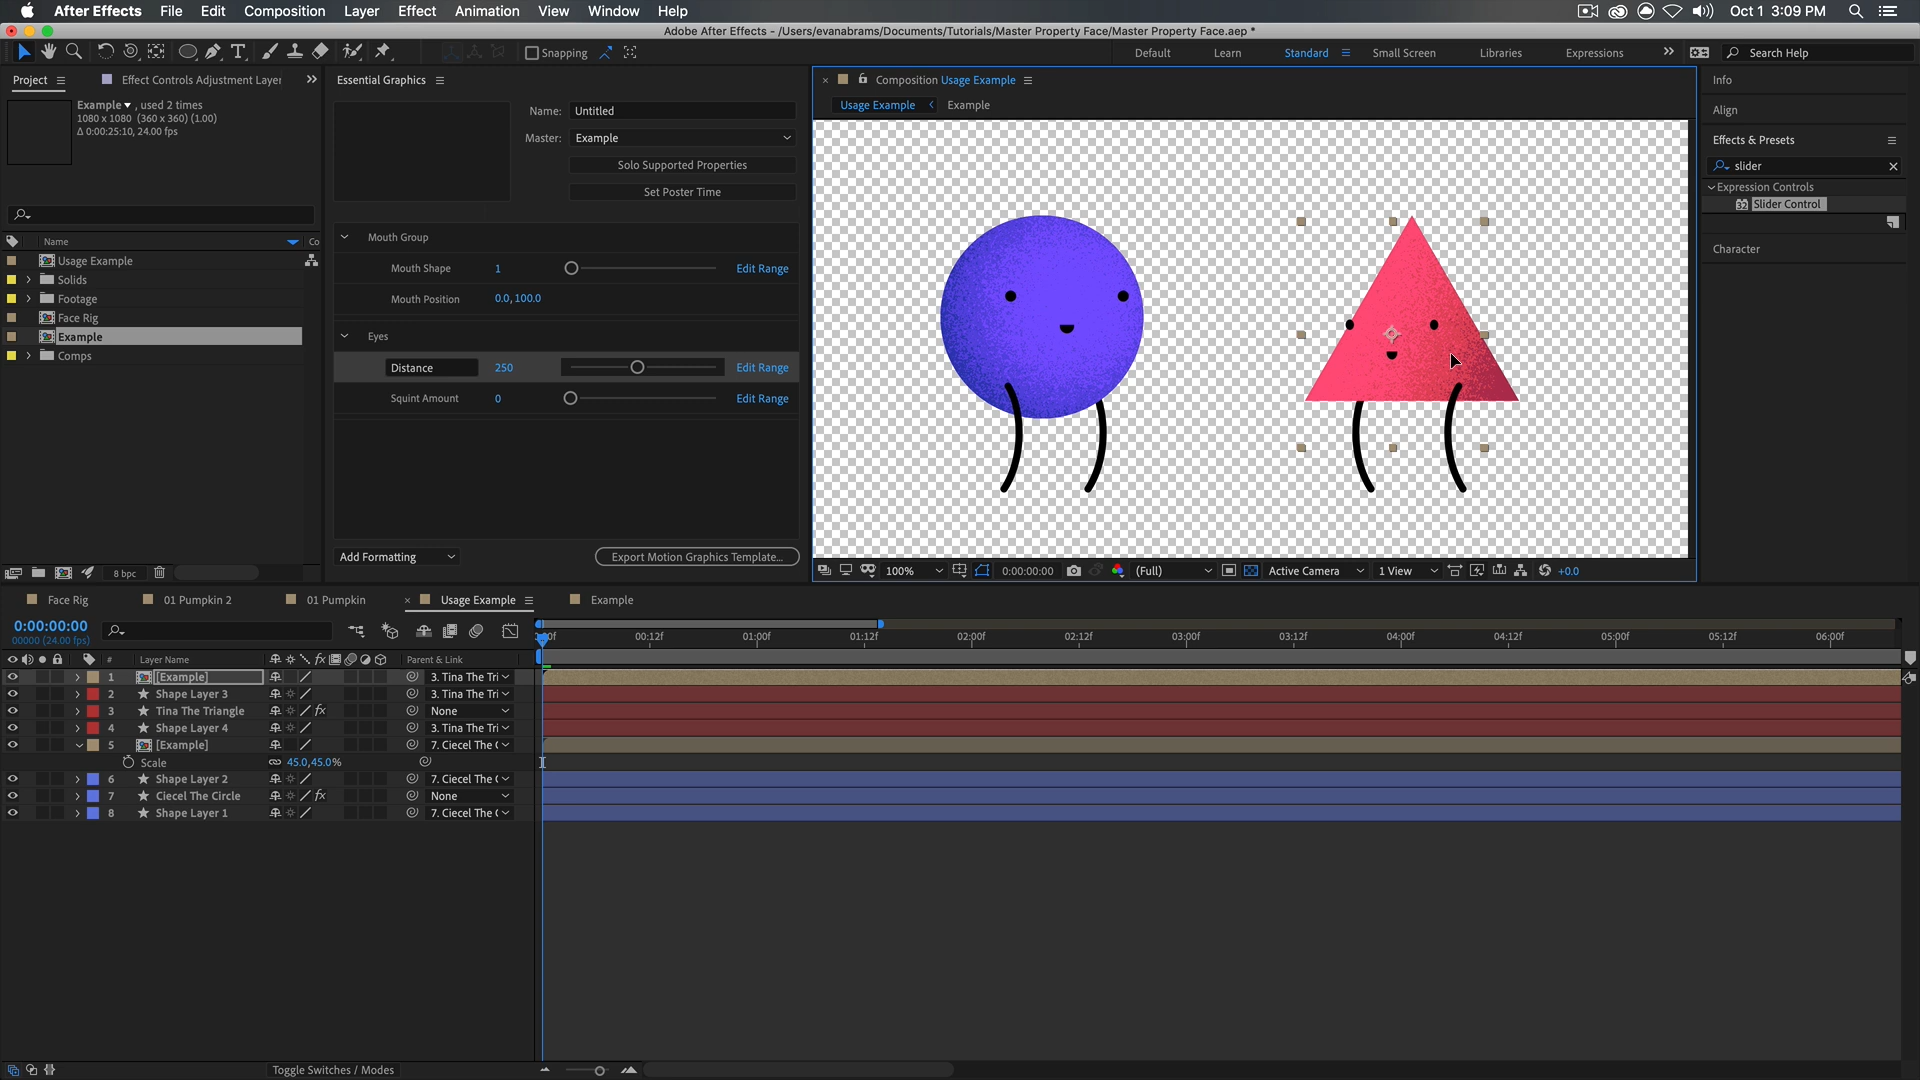 After Effects File Edit Composition Layer Effect Animation View Window Help Oct 1 3:09 PM
Adobe After Effects - /Users/evanabrams/Documents/Tutorials/Master Property Face/Master Property Face.aep *
Snapping Default Learn Standard Small Screen Libraries Expressions Search Help
Project Effect Controls Adjustment Layer
Example , used 2 times
1080 x 1080 (360 x 360) (1.00)
Δ 0:00:25:10, 24.00 fps
Name Co
Usage Example
Solids
Footage
Face Rig
Example
Comps
8 bpc
Essential Graphics
Name: Untitled
Master: Example
Solo Supported Properties
Set Poster Time
Mouth Group
Mouth Shape 1 Edit Range
Mouth Position 0.0, 100.0
Eyes
Distance 250 Edit Range
Squint Amount 0 Edit Range
Add Formatting Export Motion Graphics Template...
Composition Usage Example
Usage Example Example
100% 0:00:00:00 (Full) Active Camera 1 View +0.0
Info
Align
Effects & Presets
slider
Expression Controls
32 Slider Control
Character
Face Rig 01 Pumpkin 2 01 Pumpkin Usage Example Example
0:00:00:00
00000 (24.00 fps)
00:12f 01:00f 01:12f 02:00f 02:12f 03:00f 03:12f 04:00f 04:12f 05:00f 05:12f 06:00f
# Layer Name fx Parent & Link
1 [Example] 3. Tina The Tri
2 Shape Layer 3 3. Tina The Tri
3 Tina The Triangle fx None
4 Shape Layer 4 3. Tina The Tri
5 [Example] 7. Ciecel The C
Scale 45.0,45.0%
6 Shape Layer 2 7. Ciecel The C
7 Ciecel The Circle fx None
8 Shape Layer 1 7. Ciecel The C
Toggle Switches / Modes